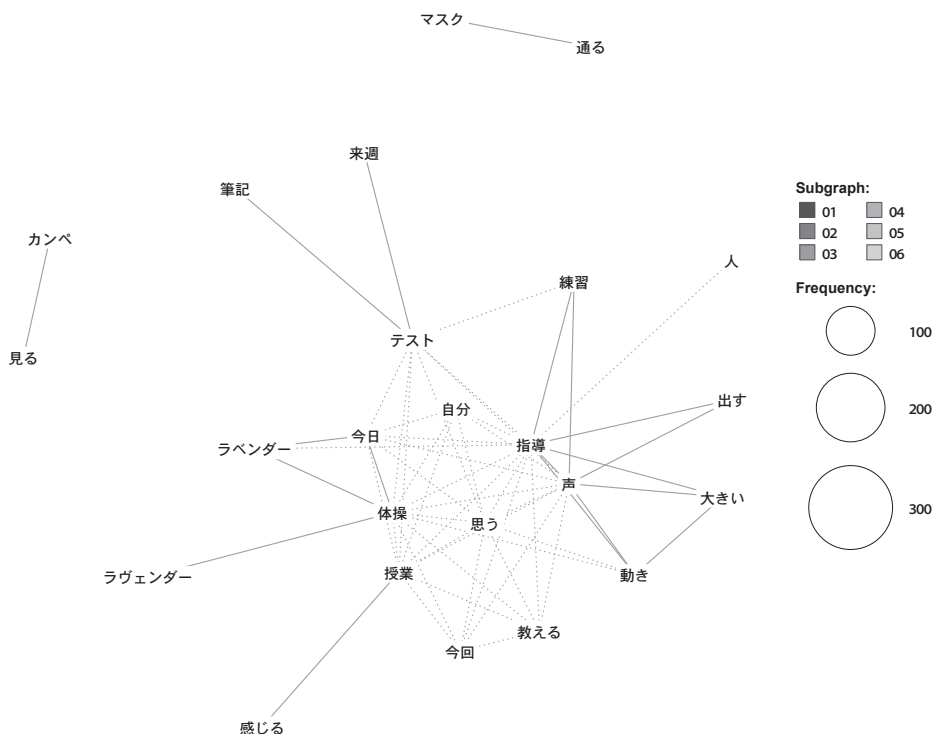 マスク
通る
来週
筆記
カンペ
見る
人
練習
テスト
出す
自分
今日
ラベンダー
指導
声
大きい
体操
思う
ラヴェンダー
授業
動き
教える
今回
感じる
Subgraph:
01 04
02 05
03 06
Frequency:
100
200
300